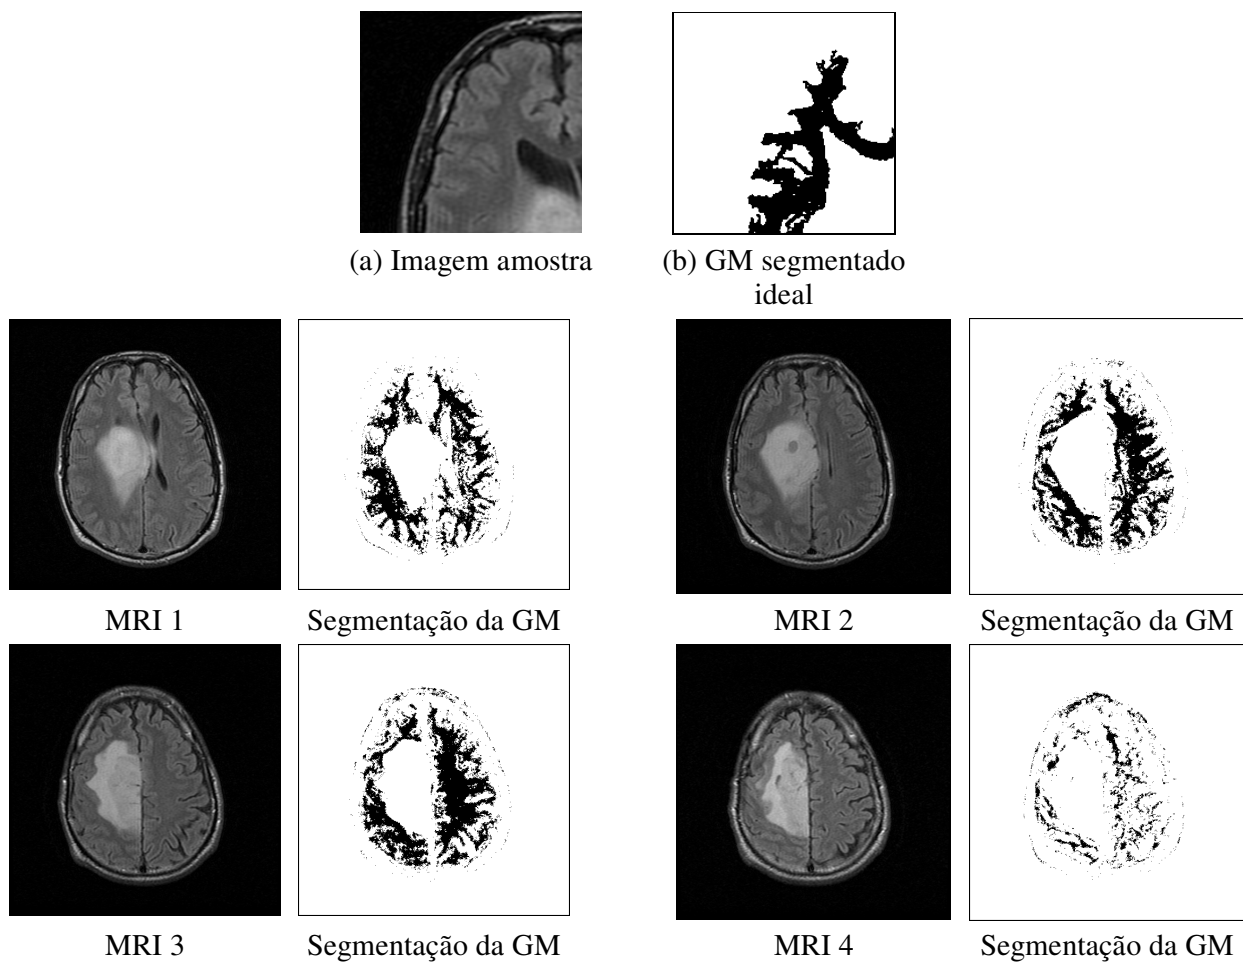 (a) Imagem amostra
(b) GM segmentado
ideal
MRI 1
Segmentação da GM
MRI 2
Segmentação da GM
MRI 3
Segmentação da GM
MRI 4
Segmentação da GM